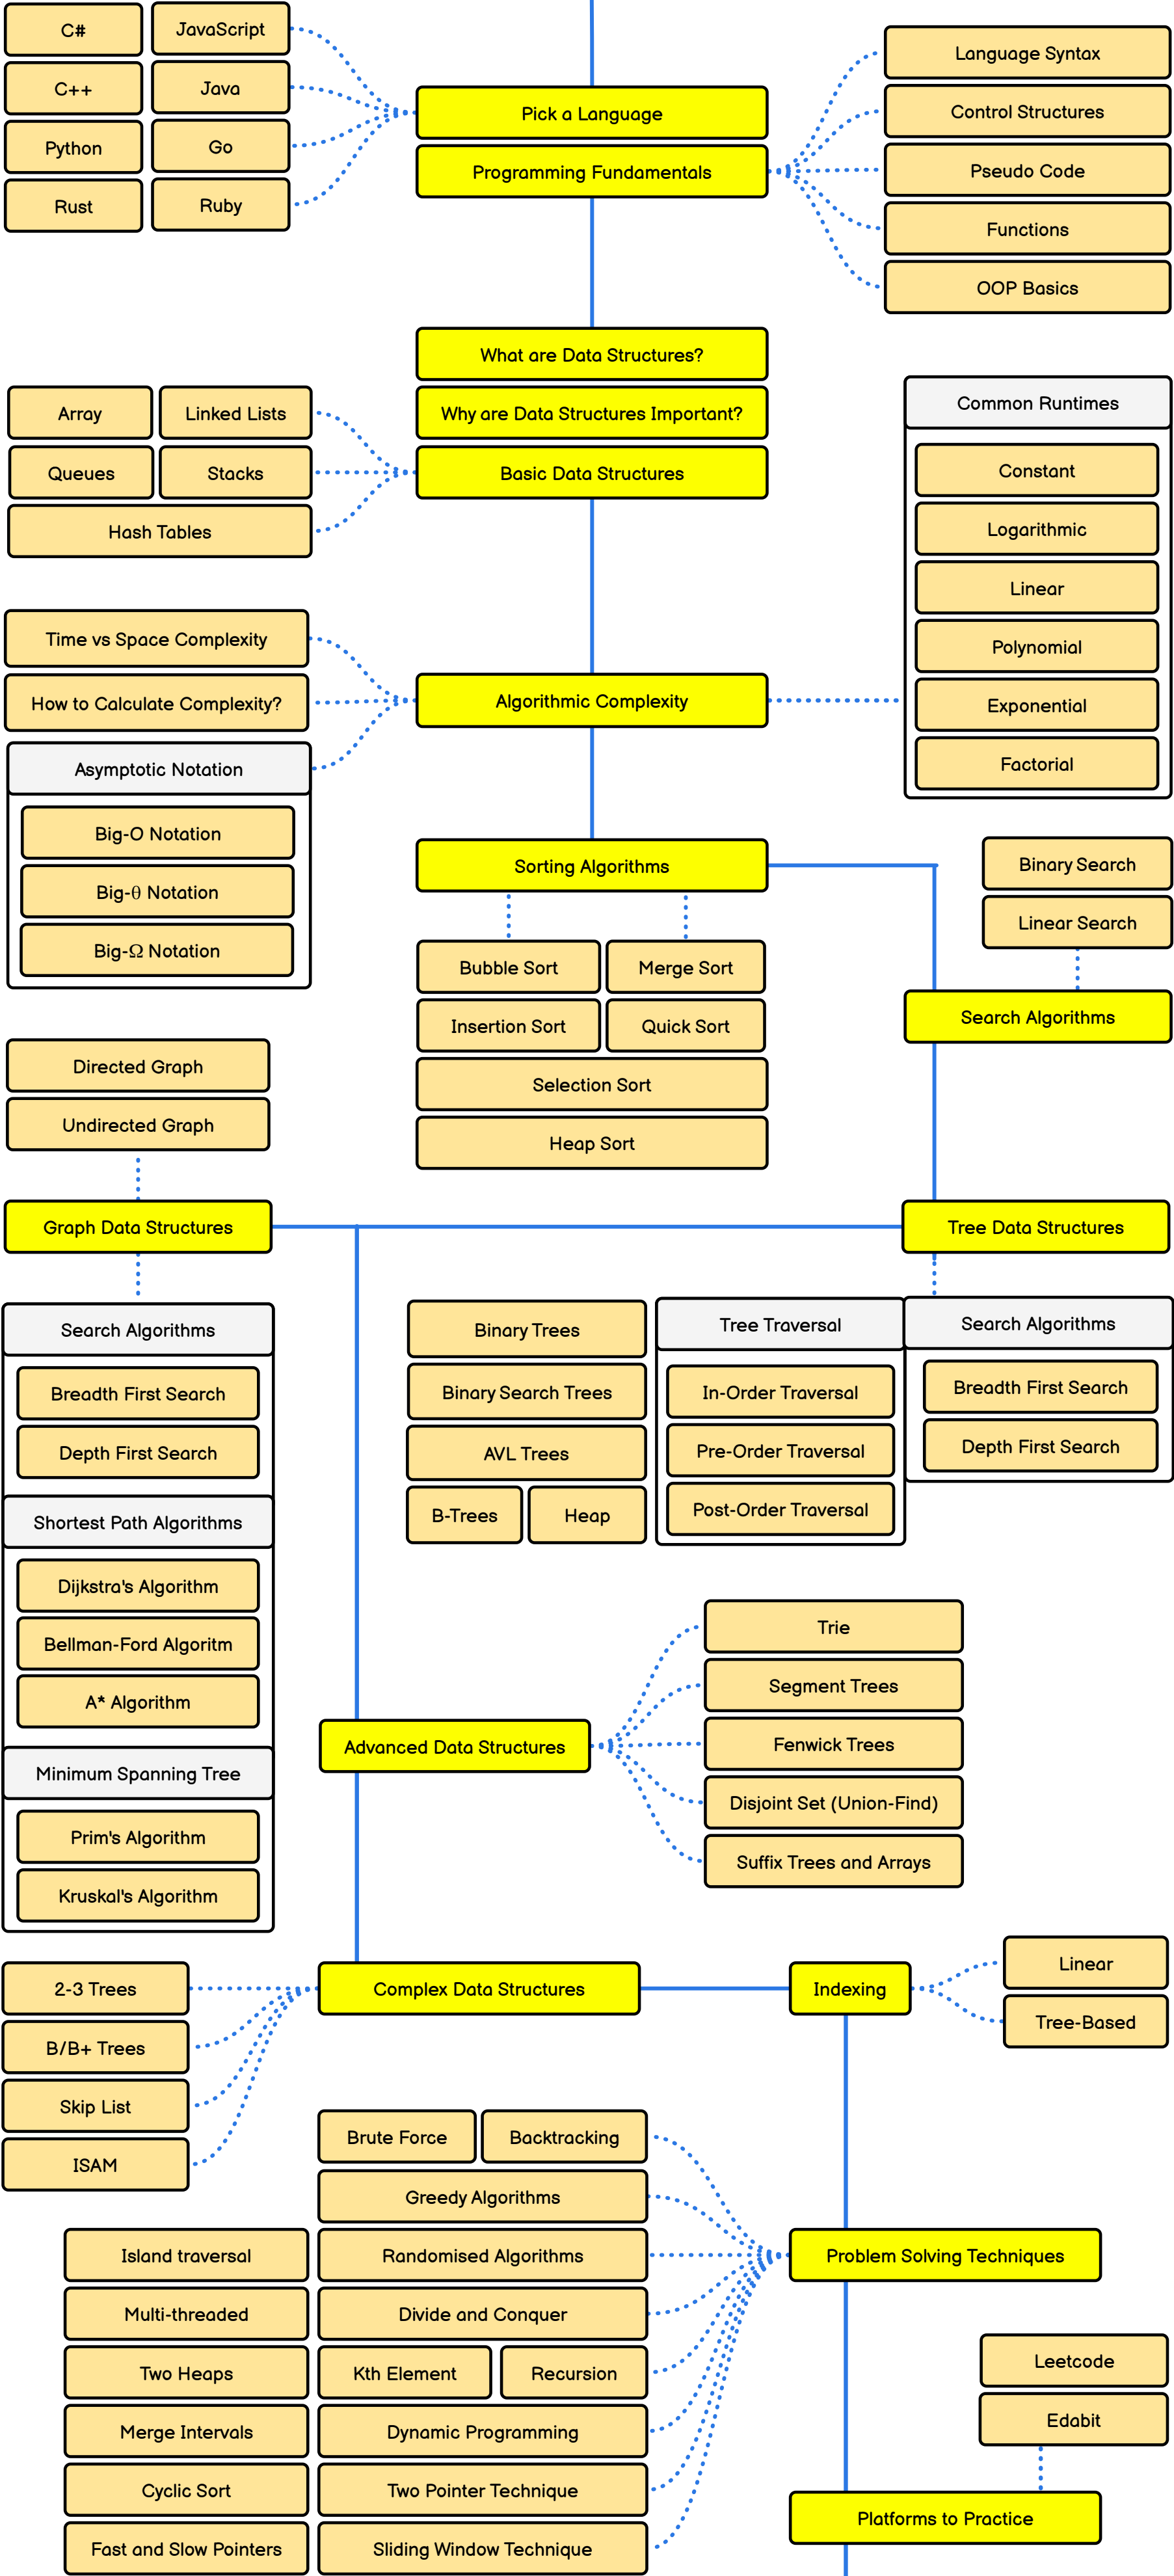 C#
JavaScript
C++
Java
Python
Go
Rust
Ruby
Pick a Language
Programming Fundamentals
Language Syntax
Control Structures
Pseudo Code
Functions
OOP Basics
What are Data Structures?
Why are Data Structures Important?
Basic Data Structures
Array
Linked Lists
Queues
Stacks
Hash Tables
Common Runtimes
Constant
Logarithmic
Linear
Polynomial
Exponential
Factorial
Time vs Space Complexity
How to Calculate Complexity?
Asymptotic Notation
Big-O Notation
Big-θ Notation
Big-Ω Notation
Algorithmic Complexity
Sorting Algorithms
Bubble Sort
Merge Sort
Insertion Sort
Quick Sort
Selection Sort
Heap Sort
Binary Search
Linear Search
Search Algorithms
Directed Graph
Undirected Graph
Graph Data Structures
Tree Data Structures
Search Algorithms
Breadth First Search
Depth First Search
Shortest Path Algorithms
Dijkstra's Algorithm
Bellman-Ford Algoritm
A* Algorithm
Minimum Spanning Tree
Prim's Algorithm
Kruskal's Algorithm
Binary Trees
Binary Search Trees
AVL Trees
B-Trees
Heap
Tree Traversal
In-Order Traversal
Pre-Order Traversal
Post-Order Traversal
Search Algorithms
Breadth First Search
Depth First Search
Advanced Data Structures
Trie
Segment Trees
Fenwick Trees
Disjoint Set (Union-Find)
Suffix Trees and Arrays
2-3 Trees
B/B+ Trees
Skip List
ISAM
Complex Data Structures
Indexing
Linear
Tree-Based
Brute Force
Backtracking
Greedy Algorithms
Island traversal
Randomised Algorithms
Multi-threaded
Divide and Conquer
Two Heaps
Kth Element
Recursion
Merge Intervals
Dynamic Programming
Cyclic Sort
Two Pointer Technique
Fast and Slow Pointers
Sliding Window Technique
Problem Solving Techniques
Leetcode
Edabit
Platforms to Practice